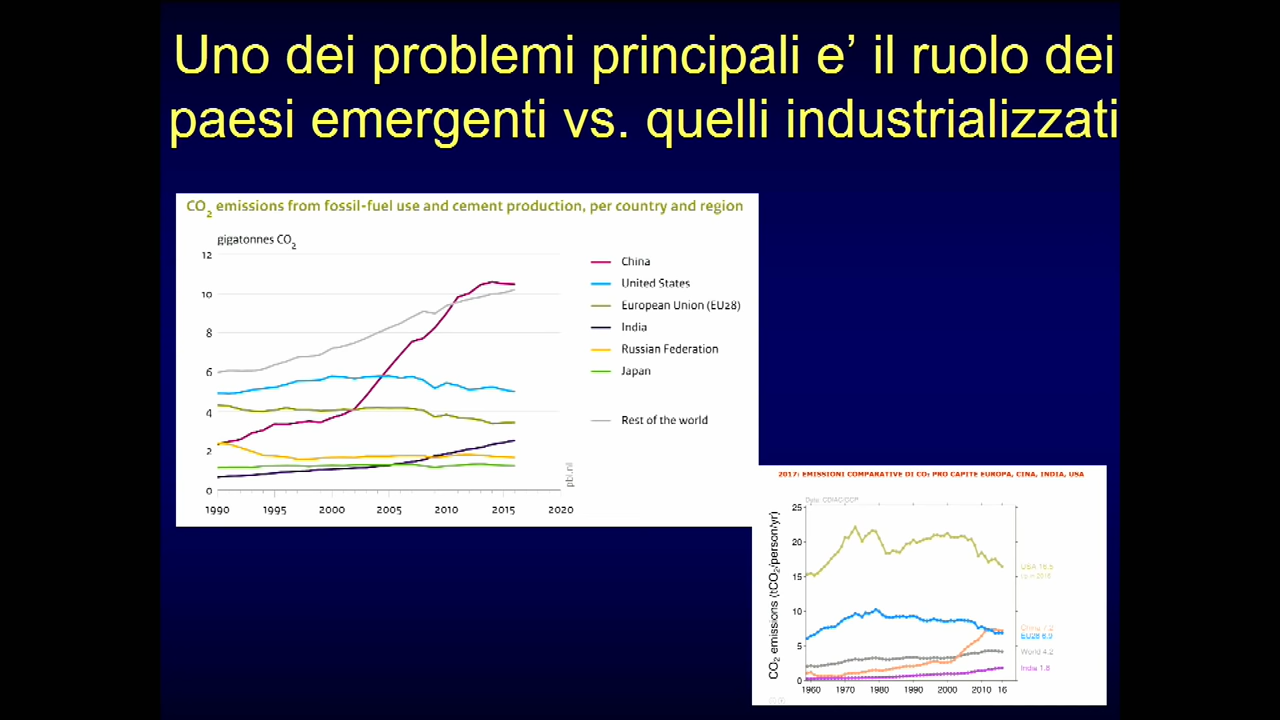 Uno dei problemi principali e’ il ruolo dei
paesi emergenti vs. quelli industrializzati
CO2 emissions from fossil-fuel use and cement production, per country and region
gigatonnes CO2
12
10
8
6
4
2
0
1990 1995 2000 2005 2010 2015 2020
China
United States
European Union (EU28)
India
Russian Federation
Japan
Rest of the world
pbl.nl
2017: EMISSIONI COMPARATIVE DI CO2 PRO CAPITE EUROPA, CINA, INDIA, USA
Data: CDIAC/GCP
CO2 emissions (tCO2/person/yr)
25
20
15
10
5
0
1960 1970 1980 1990 2000 2010 16
USA 16.5
China 7.2
EU28 6.9
World 4.2
India 1.8